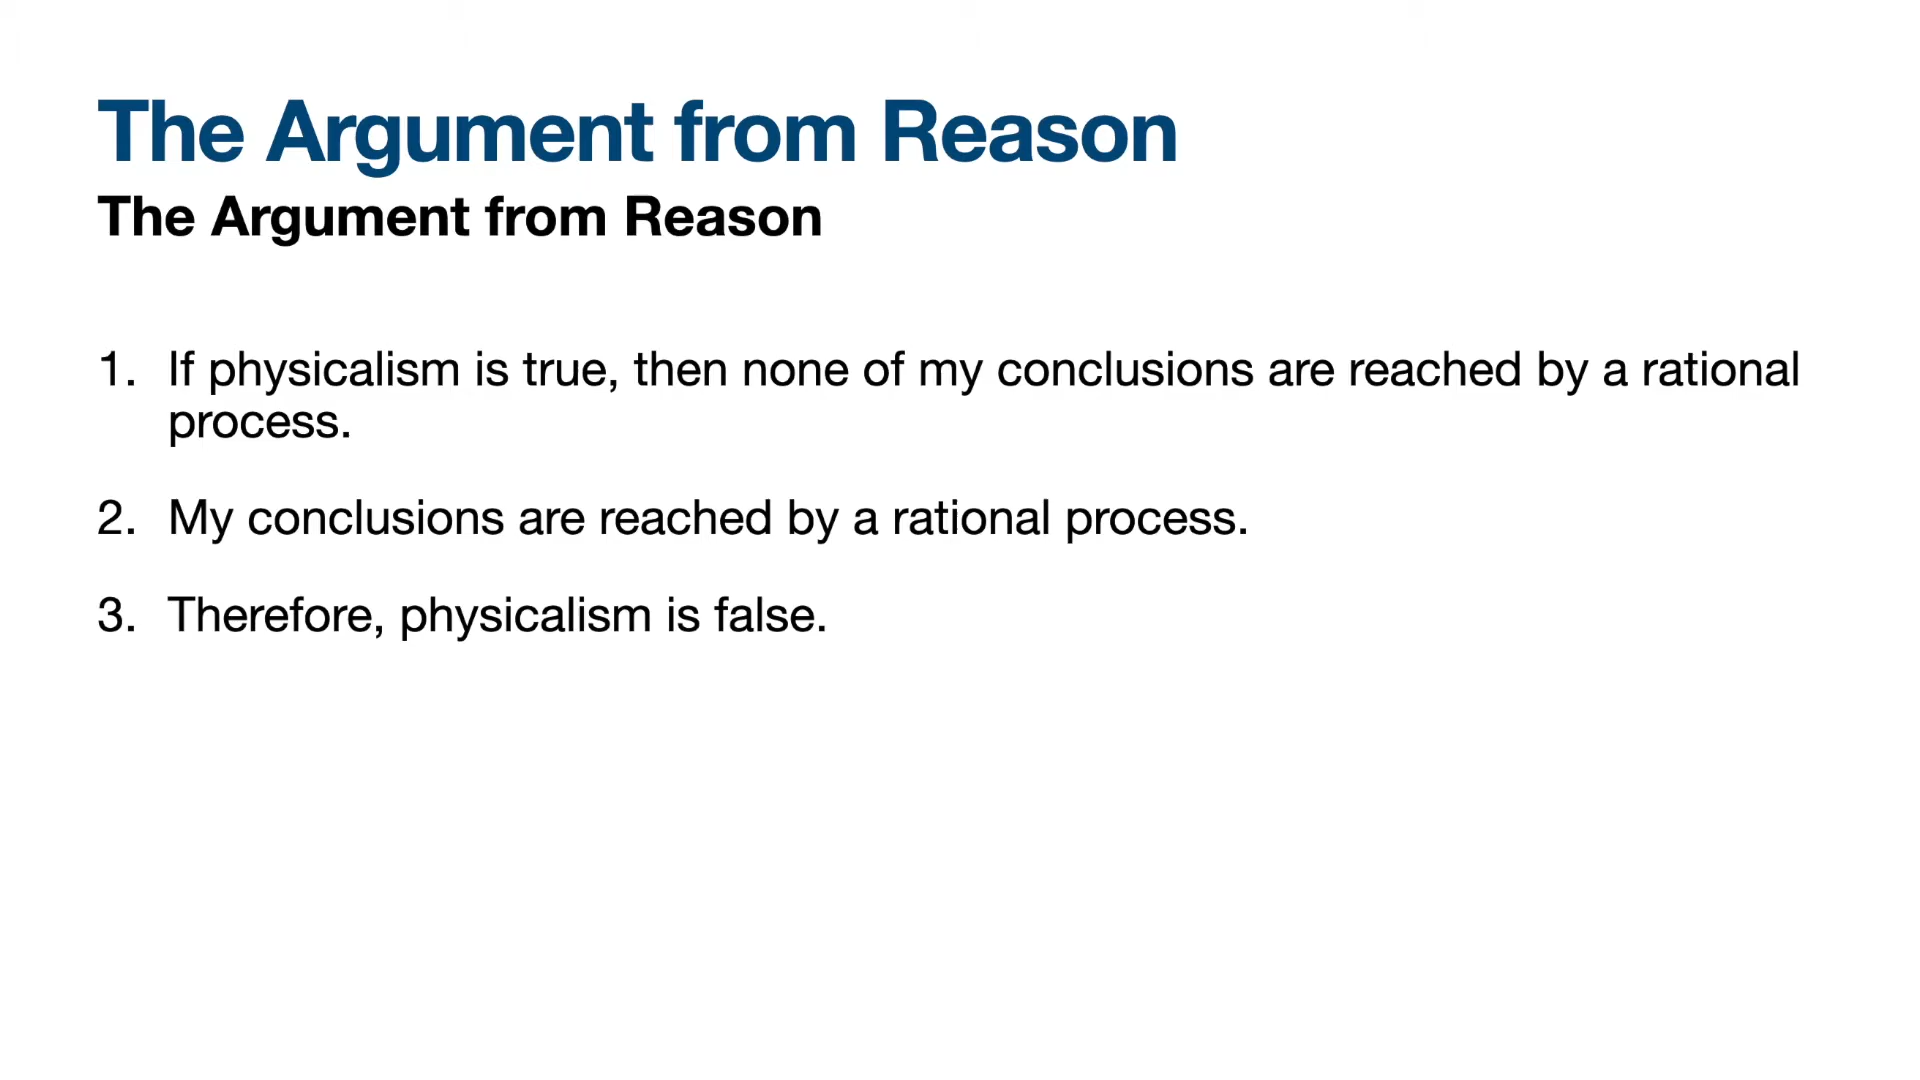 The Argument from Reason
The Argument from Reason
1. If physicalism is true, then none of my conclusions are reached by a rational
process.
2. My conclusions are reached by a rational process.
3. Therefore, physicalism is false.